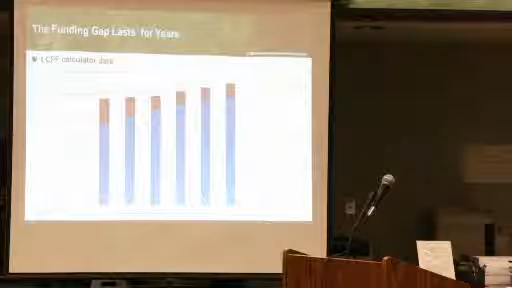 The Funding Gap Lasts for Years
LCFF calculator data